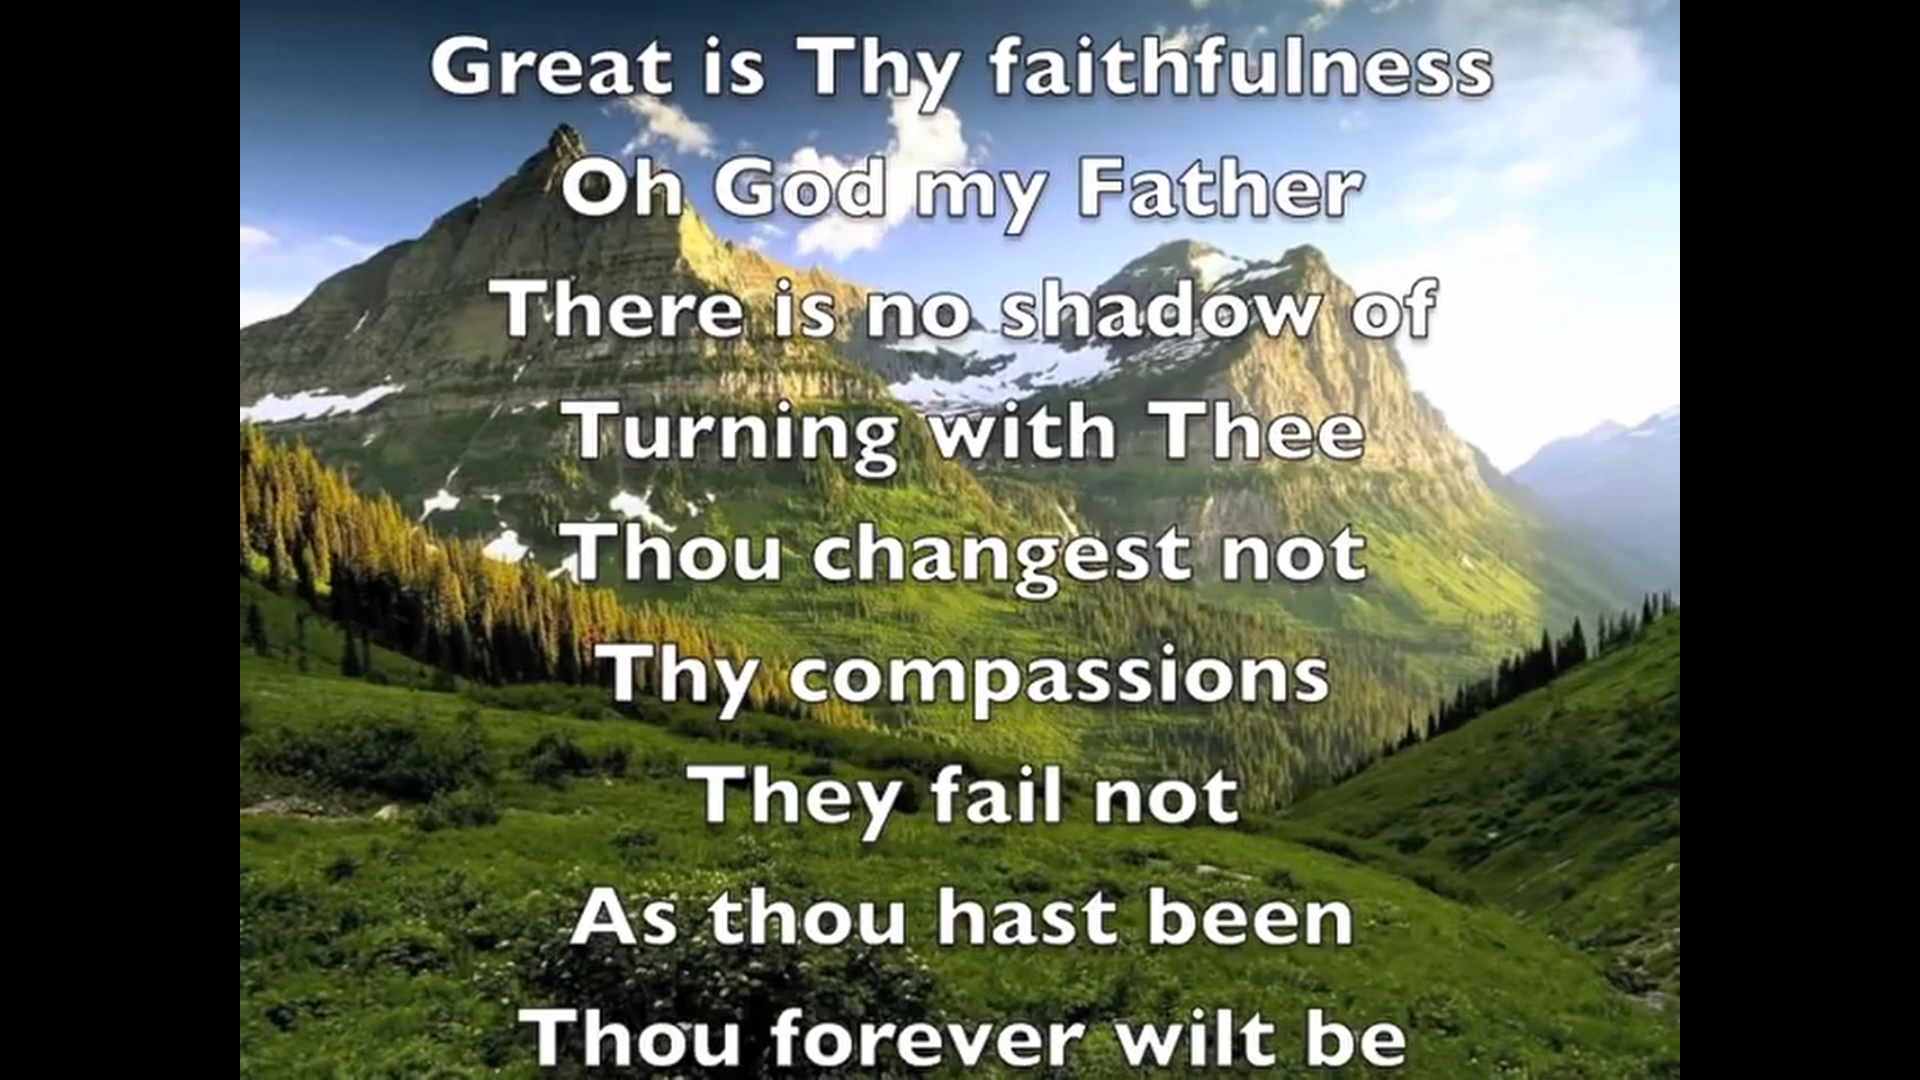 Great is Thy faithfulness
Oh God my Father
There is no shadow of
Turning with Thee
Thou changest not
Thy compassions
They fail not
As thou hast been
Thou forever wilt be